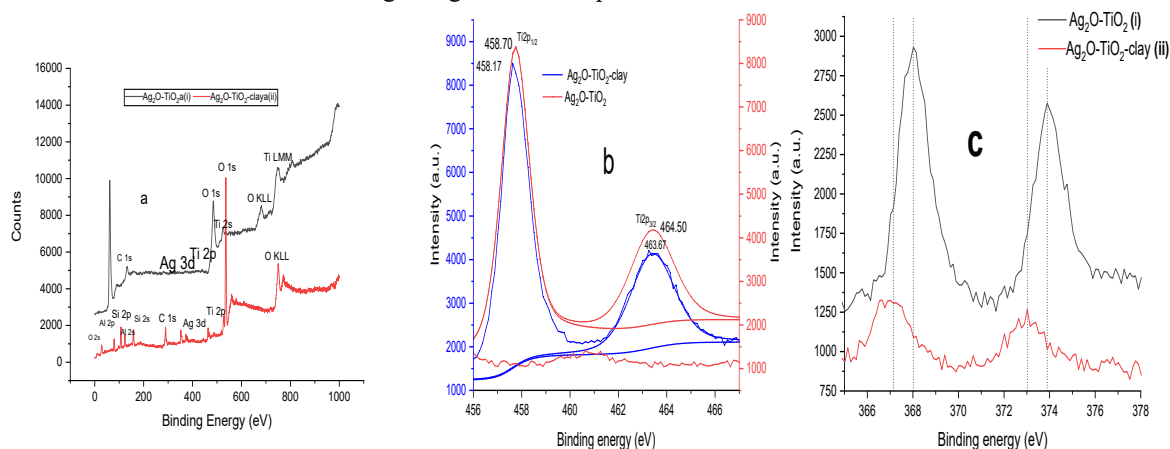 16000
14000
12000
10000
8000
6000
4000
2000
0
Counts
Ag₂O-TiO₂a(i) Ag₂O-TiO₂-claya(ii)
a
Ti LMM
O 1s
O 1s
O KLL
Ti 2s
Ti 2p
Ag 3d
C 1s
O KLL
Si 2p
Al 2p
Al 2s
Si 2s
O 2s
C 1s
Ag 3d
Ti 2p
0 200 400 600 800 1000
Binding Energy (eV)
9000
8000
7000
6000
5000
4000
3000
2000
1000
Intensity (a.u.)
458.70 Ti2p1/2
458.17
Ag₂O-TiO₂-clay
Ag₂O-TiO₂
b
Ti2p3/2
464.50
463.67
9000
8000
7000
6000
5000
4000
3000
2000
1000
Intensity (a.u.)
456 458 460 462 464 466
Binding energy (eV)
Ag₂O-TiO₂ (i)
Ag₂O-TiO₂-clay (ii)
c
3000
2750
2500
2250
2000
1750
1500
1250
1000
750
Intensity (a.u.)
366 368 370 372 374 376 378
Binding energy (eV)